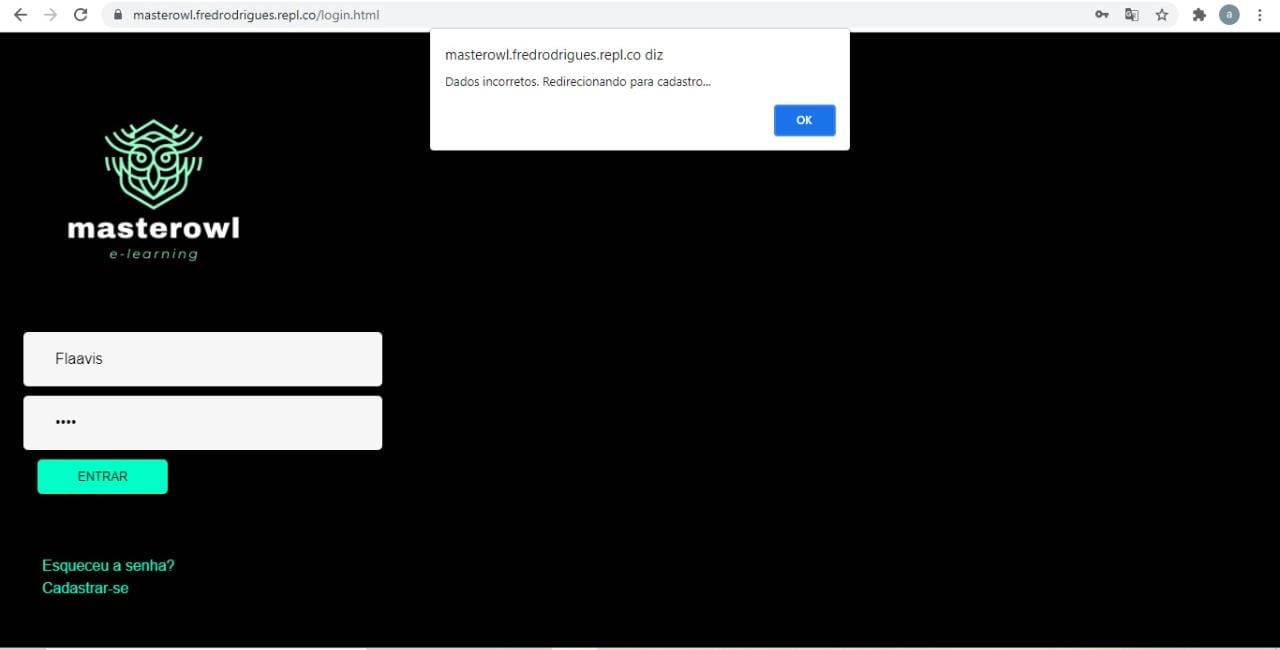 masterowl.fredrodrigues.repl.co/login.html
a
masterowl.fredrodrigues.repl.co diz
Dados incorretos. Redirecionando para cadastro...
OK
masterowl
e-learning
Flaavis
••••
ENTRAR
Esqueceu a senha?
Cadastrar-se